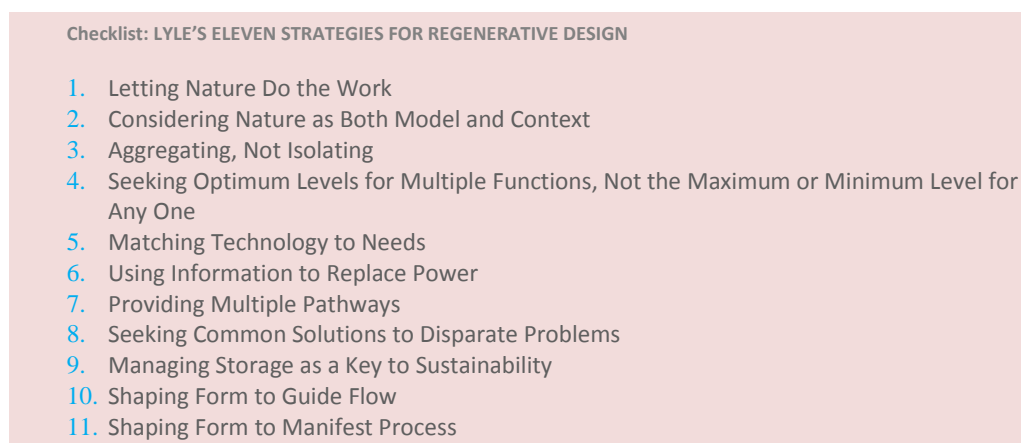 Checklist: LYLE’S ELEVEN STRATEGIES FOR REGENERATIVE DESIGN
1. Letting Nature Do the Work
2. Considering Nature as Both Model and Context
3. Aggregating, Not Isolating
4. Seeking Optimum Levels for Multiple Functions, Not the Maximum or Minimum Level for
Any One
5. Matching Technology to Needs
6. Using Information to Replace Power
7. Providing Multiple Pathways
8. Seeking Common Solutions to Disparate Problems
9. Managing Storage as a Key to Sustainability
10. Shaping Form to Guide Flow
11. Shaping Form to Manifest Process